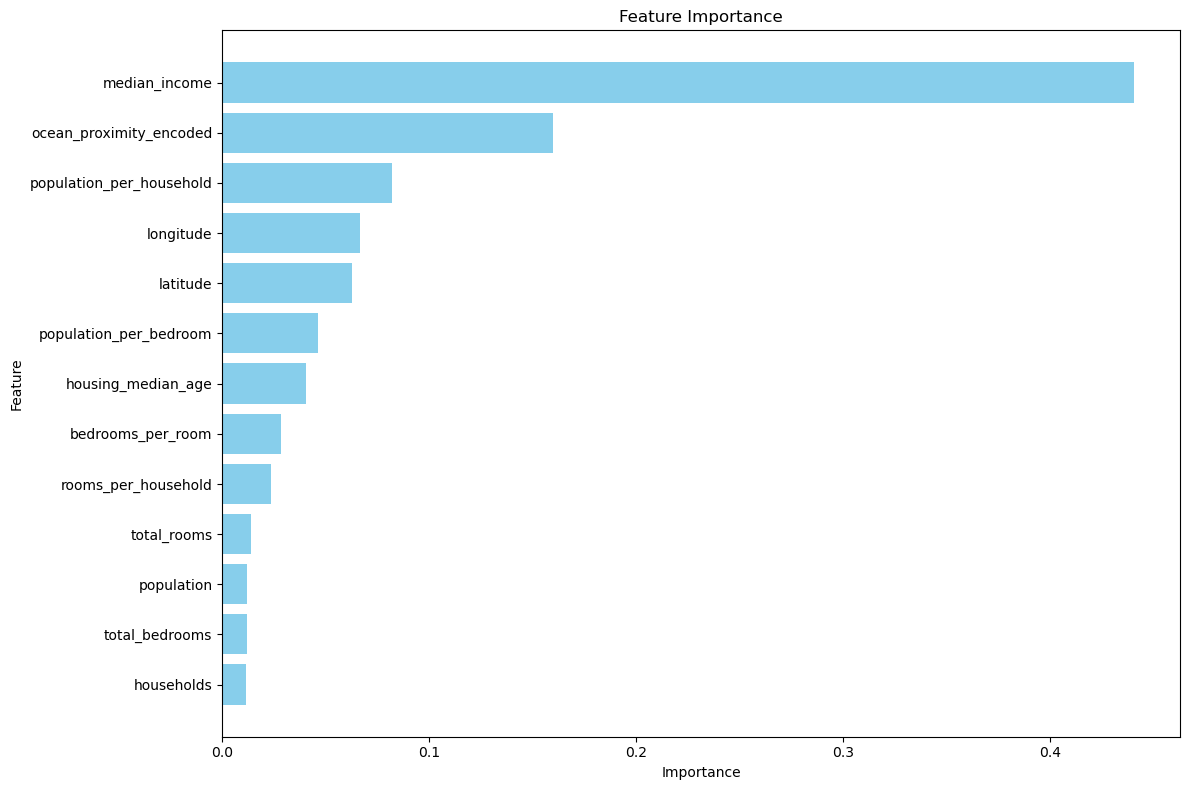 Feature Importance
median_income
ocean_proximity_encoded
population_per_household
longitude
latitude
population_per_bedroom
housing_median_age
bedrooms_per_room
rooms_per_household
total_rooms
population
total_bedrooms
households
Feature
0.0 0.1 0.2 0.3 0.4
Importance